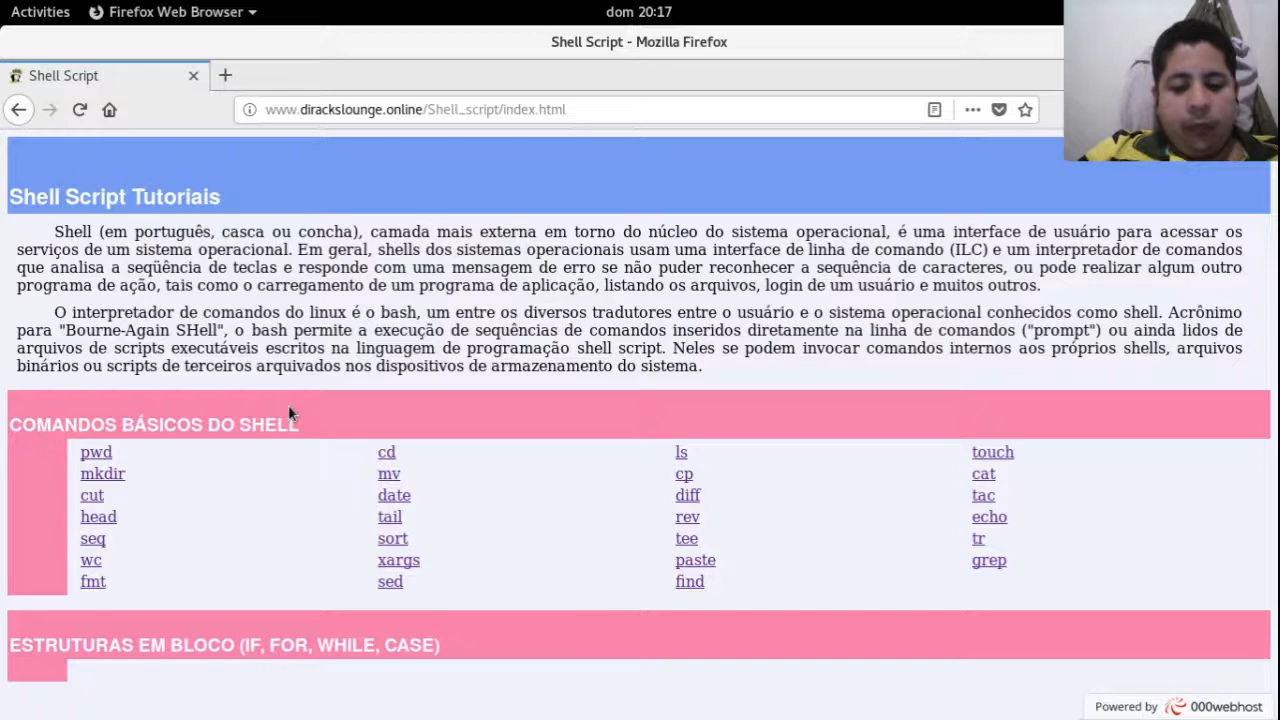 Activities Firefox Web Browser dom 20:17
Shell Script - Mozilla Firefox
Shell Script
www.dirackslounge.online/Shell_script/index.html
Shell Script Tutoriais
Shell (em português, casca ou concha), camada mais externa em torno do núcleo do sistema operacional, é uma interface de usuário para acessar os
serviços de um sistema operacional. Em geral, shells dos sistemas operacionais usam uma interface de linha de comando (ILC) e um interpretador de comandos
que analisa a seqüência de teclas e responde com uma mensagem de erro se não puder reconhecer a sequência de caracteres, ou pode realizar algum outro
programa de ação, tais como o carregamento de um programa de aplicação, listando os arquivos, login de um usuário e muitos outros.
O interpretador de comandos do linux é o bash, um entre os diversos tradutores entre o usuário e o sistema operacional conhecidos como shell. Acrônimo
para "Bourne-Again SHell", o bash permite a execução de sequências de comandos inseridos diretamente na linha de comandos ("prompt") ou ainda lidos de
arquivos de scripts executáveis escritos na linguagem de programação shell script. Neles se podem invocar comandos internos aos próprios shells, arquivos
binários ou scripts de terceiros arquivados nos dispositivos de armazenamento do sistema.
COMANDOS BÁSICOS DO SHELL
pwd cd ls touch
mkdir mv cp cat
cut date diff tac
head tail rev echo
seq sort tee tr
wc xargs paste grep
fmt sed find
ESTRUTURAS EM BLOCO (IF, FOR, WHILE, CASE)
Powered by 000webhost